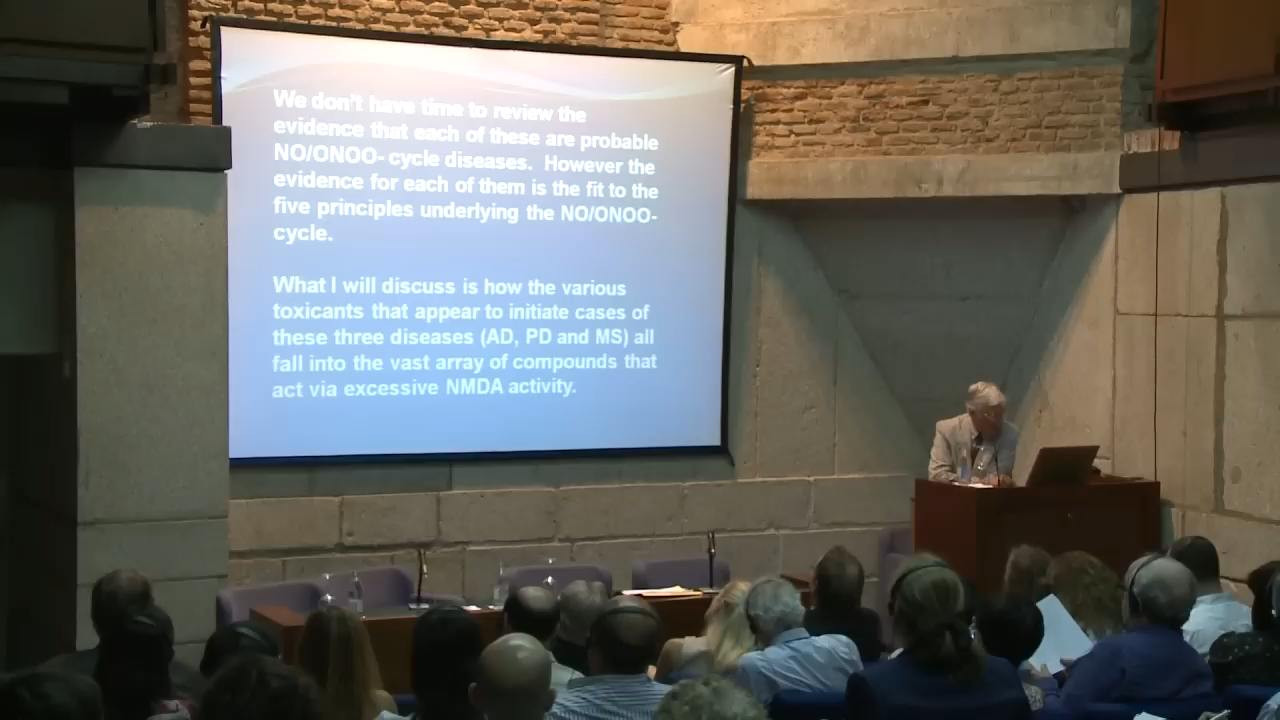 We don't have time to review the
evidence that each of these are probable
NO/ONOO- cycle diseases. However the
evidence for each of them is the fit to the
five principles underlying the NO/ONOO-
cycle.
What I will discuss is how the various
toxicants that appear to initiate cases of
these three diseases (AD, PD and MS) all
fall into the vast array of compounds that
act via excessive NMDA activity.